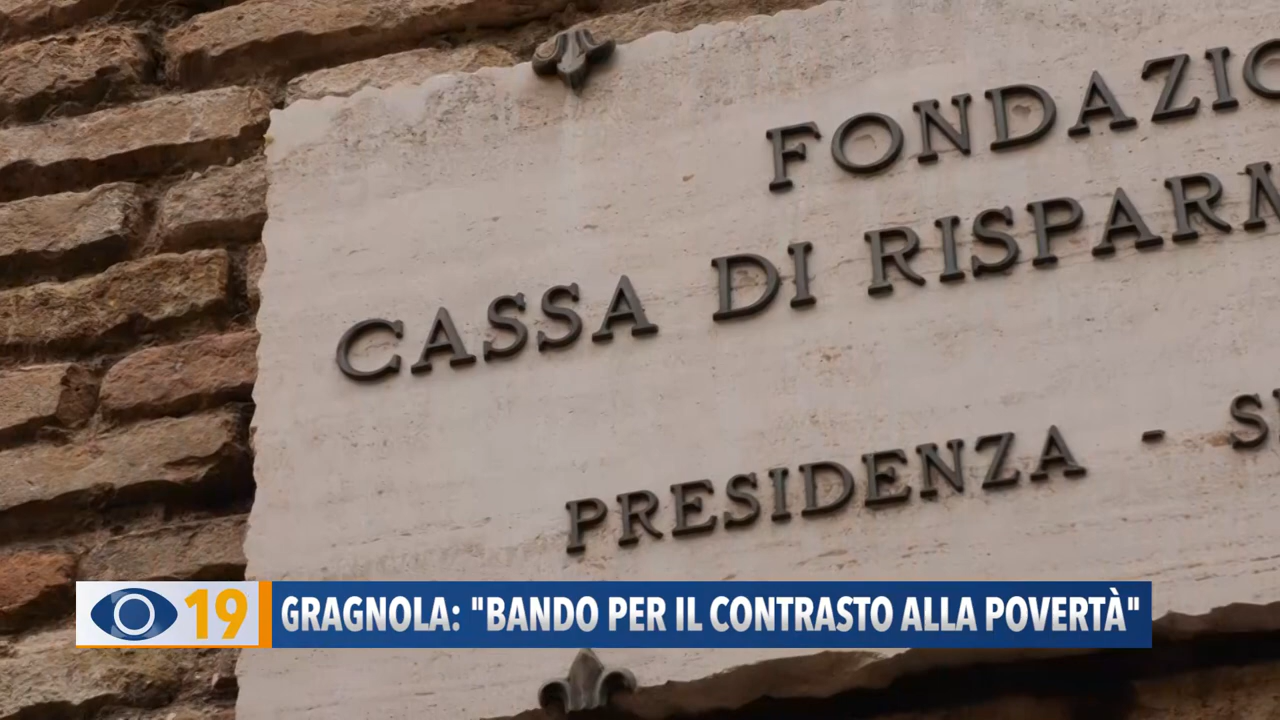 FONDAZIO
CASSA DI RISPARM
PRESIDENZA - S
19 GRAGNOLA: "BANDO PER IL CONTRASTO ALLA POVERTÀ"